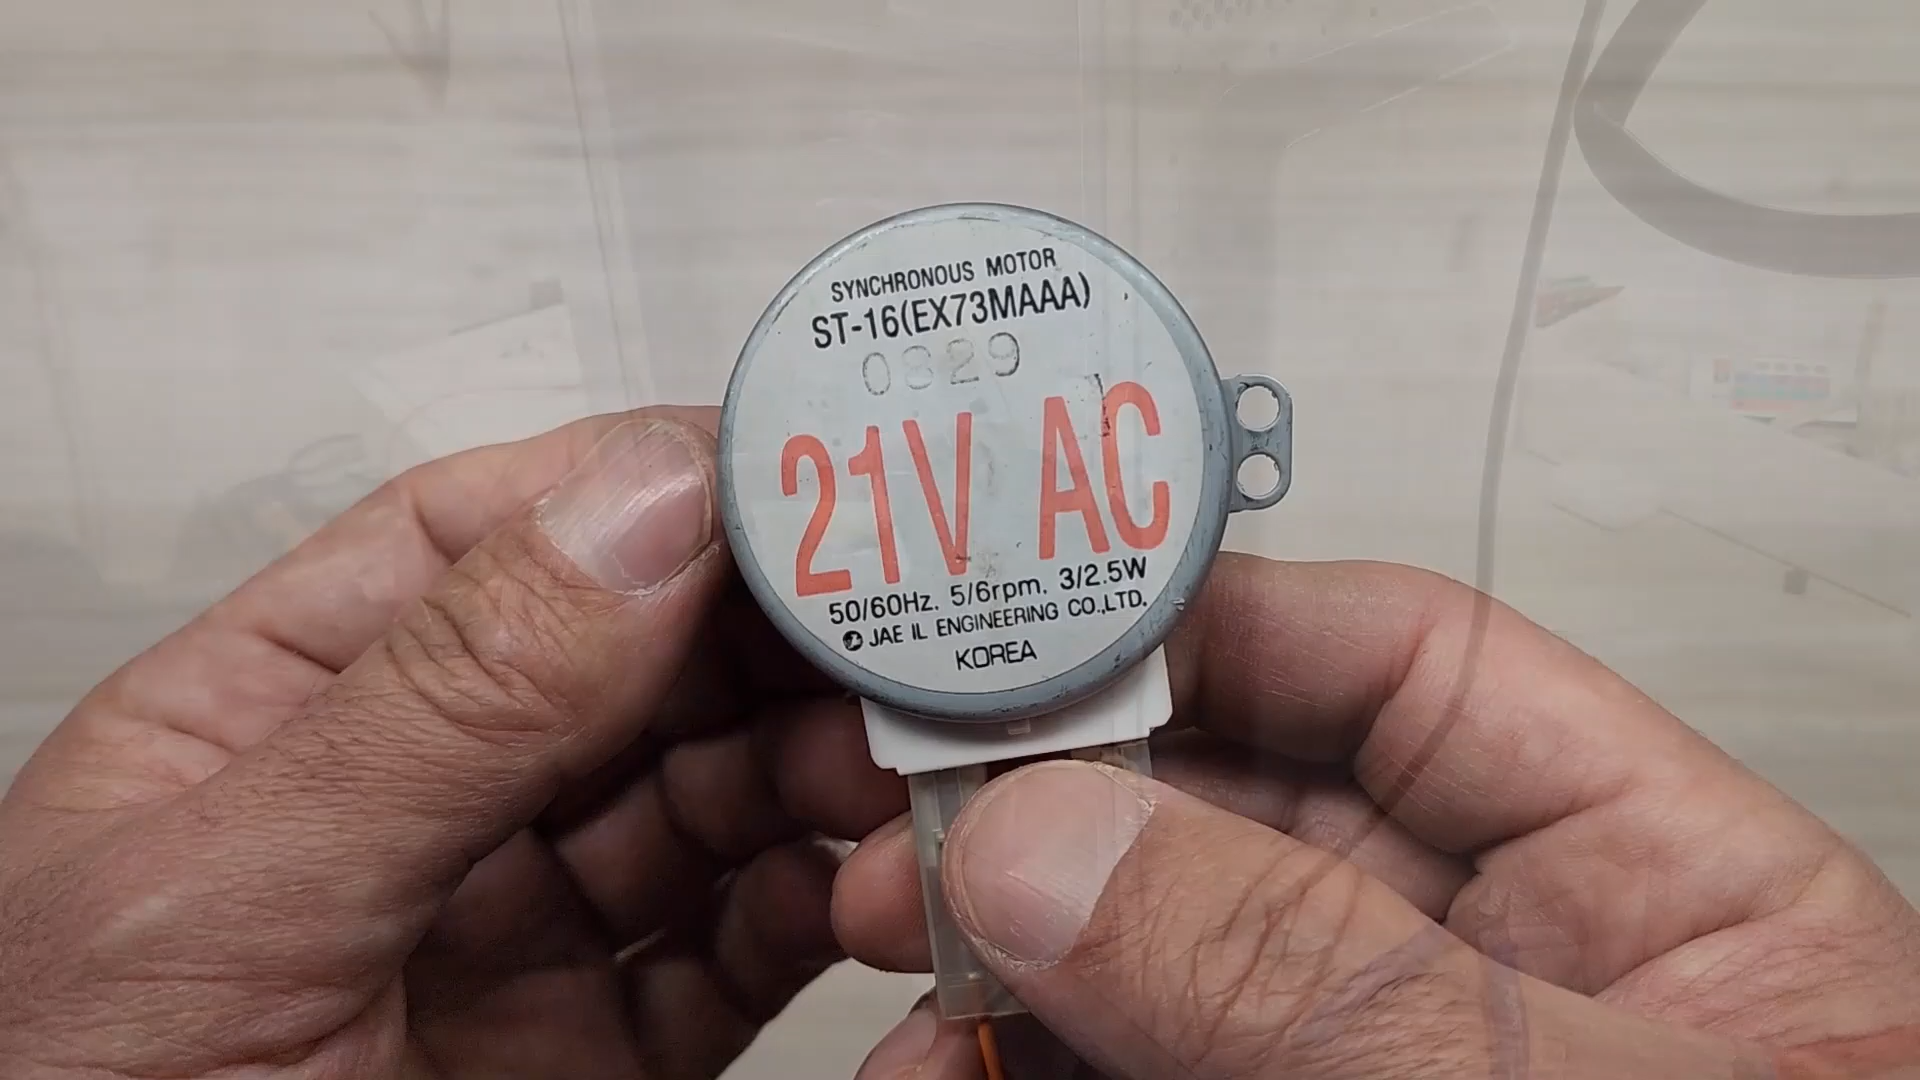 SYNCHRONOUS MOTOR
ST-16(EX73MAAA)
0829
21V AC
50/60Hz. 5/6rpm. 3/2.5W
JAE IL ENGINEERING CO.,LTD.
KOREA